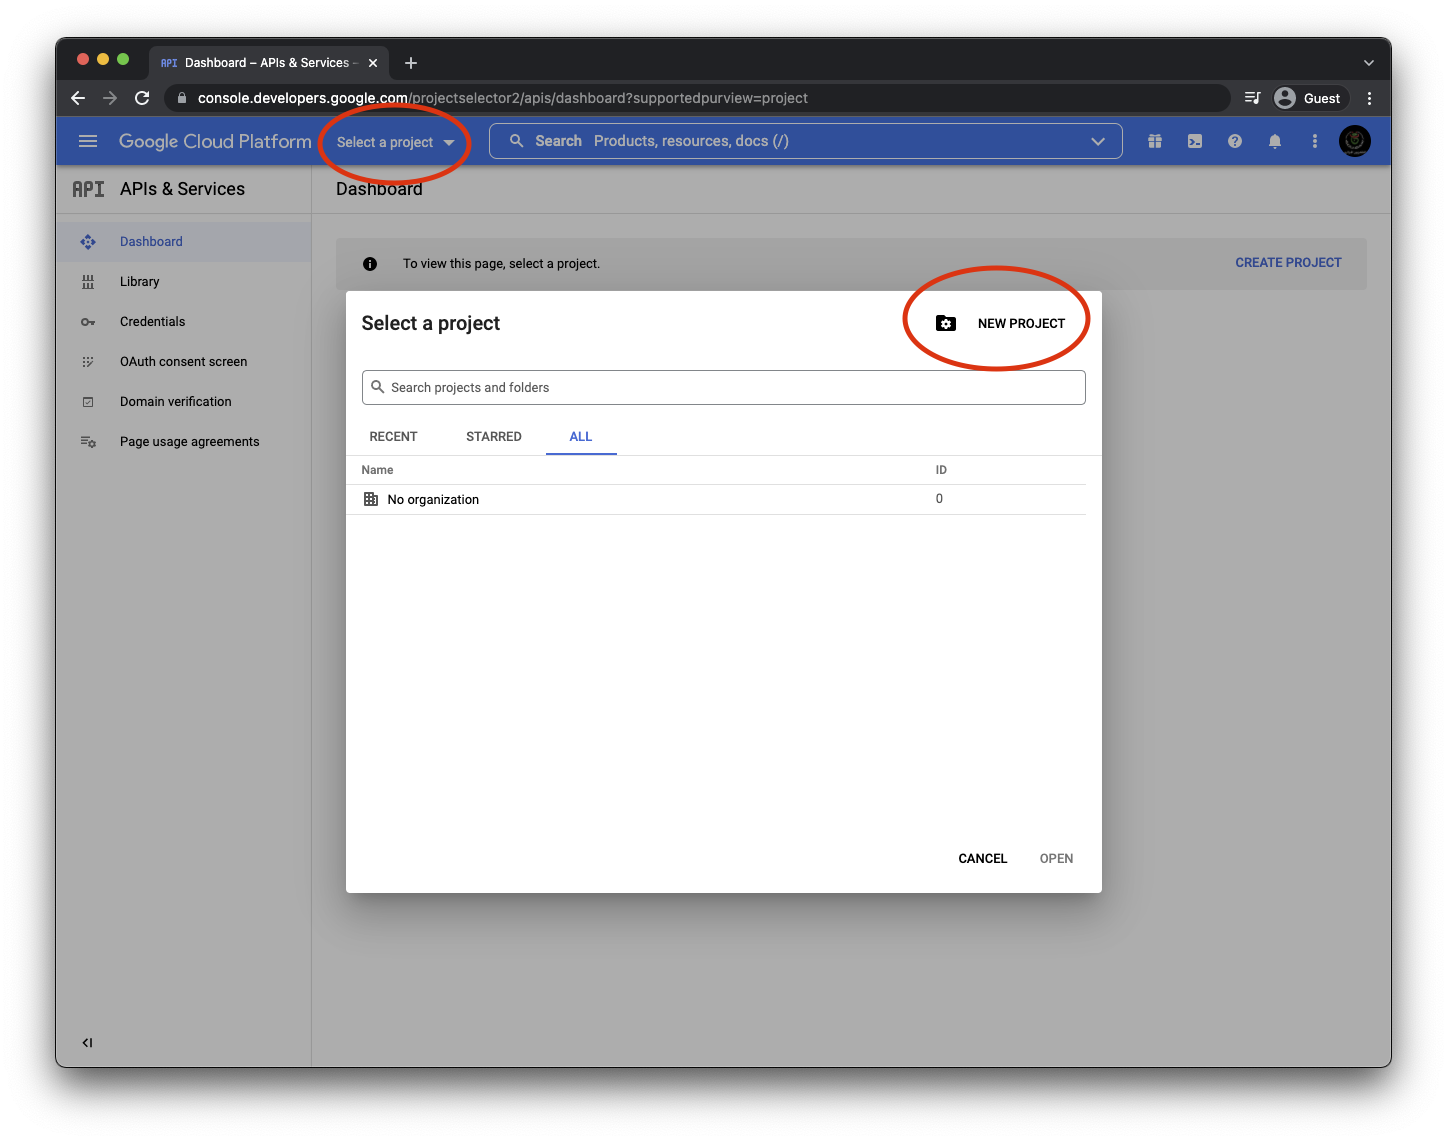 API Dashboard – APIs & Services –
console.developers.google.com/projectselector2/apis/dashboard?supportedpurview=project
Guest
Google Cloud Platform
Select a project
Search Products, resources, docs (/)
API APIs & Services
Dashboard
Dashboard
Library
Credentials
OAuth consent screen
Domain verification
Page usage agreements
To view this page, select a project.
CREATE PROJECT
Select a project
NEW PROJECT
Search projects and folders
RECENT STARRED ALL
Name ID
No organization 0
CANCEL OPEN